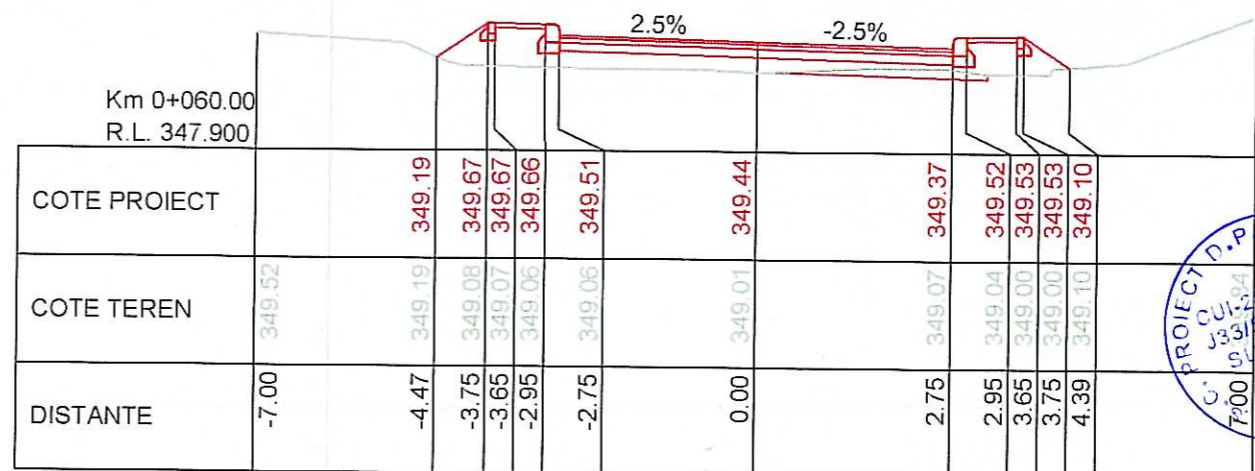 2.5% -2.5%
Km 0+060.00
R.L. 347.900
COTE PROIECT 349.19 349.67 349.67 349.66 349.51 349.44 349.37 349.52 349.53 349.53 349.10
COTE TEREN 349.52 349.19 349.08 349.07 349.06 349.06 349.01 349.07 349.04 349.00 349.00 349.10
DISTANTE -7.00 -4.47 -3.75 -3.65 -2.95 -2.75 0.00 2.75 2.95 3.65 3.75 4.39 7.00
PROIECT D.P
CUI-2
J33/